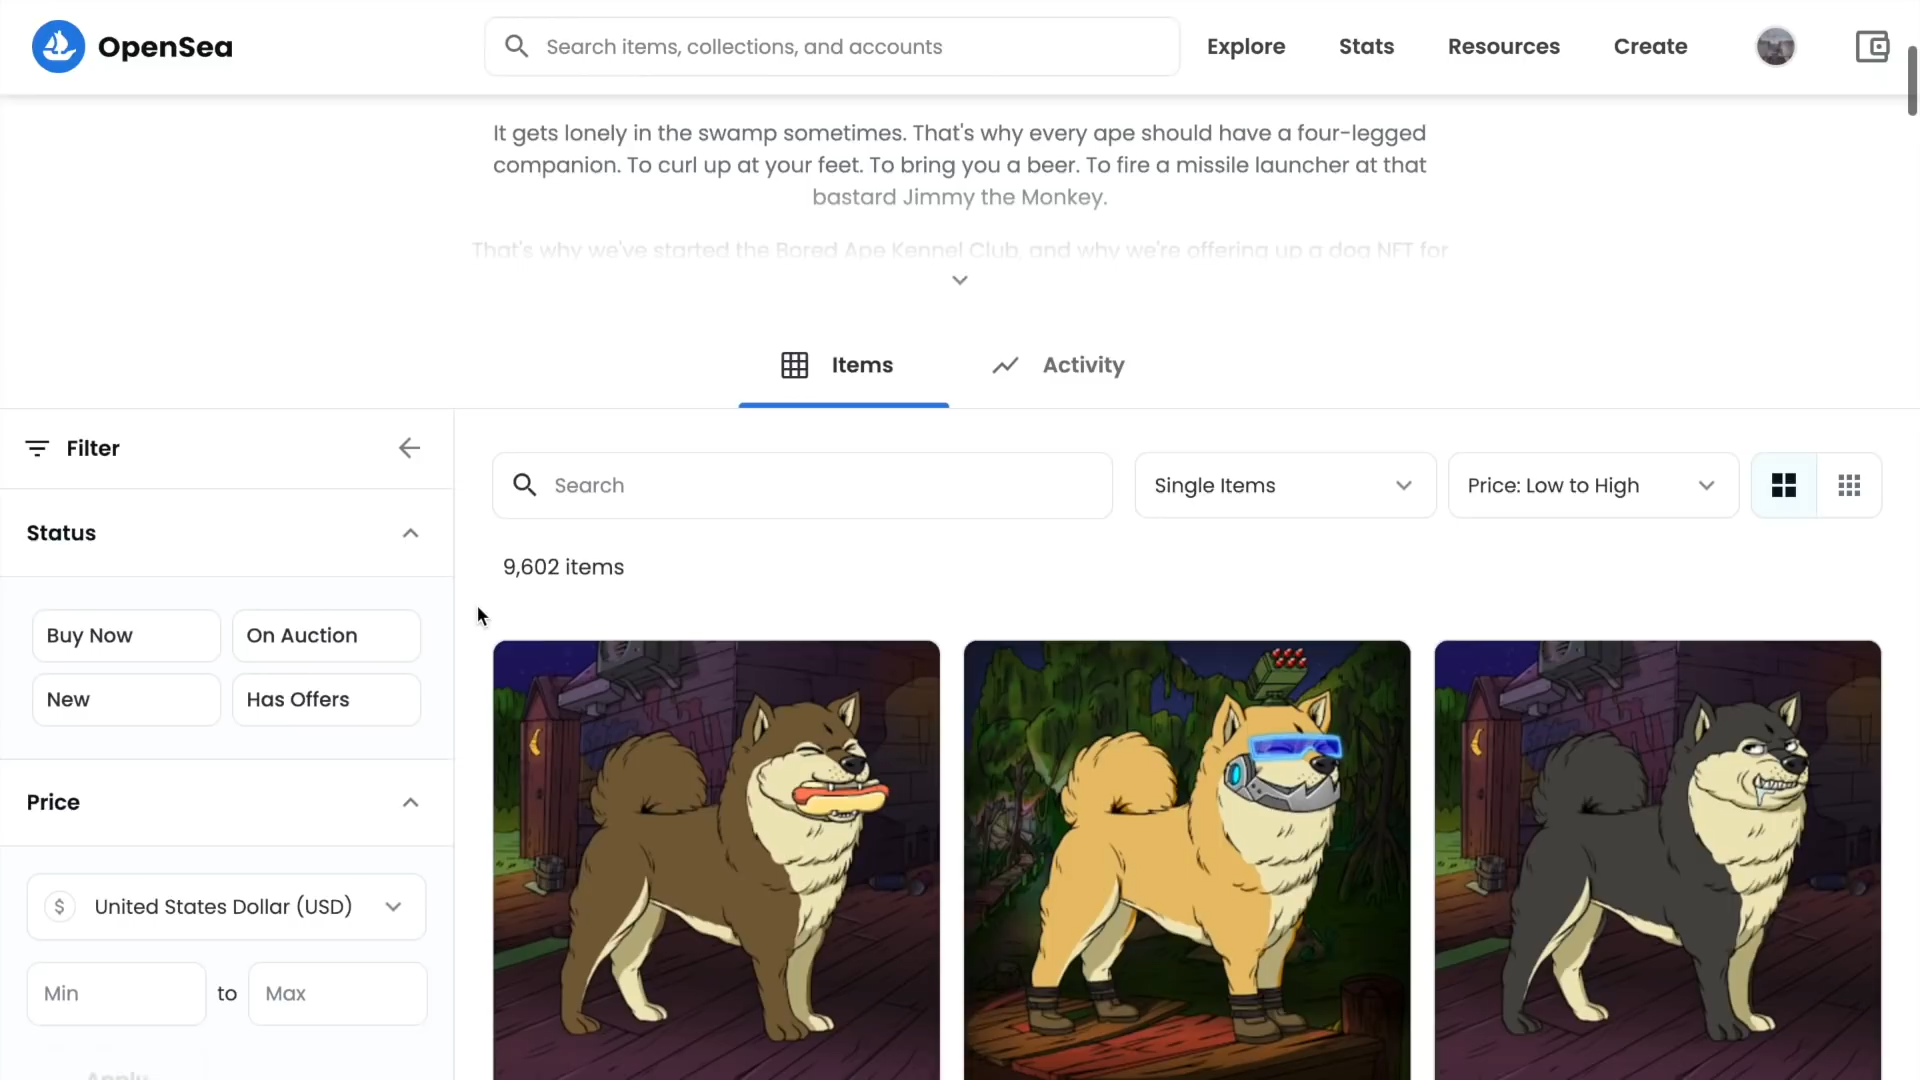 OpenSea
Search items, collections, and accounts
Explore
Stats
Resources
Create
It gets lonely in the swamp sometimes. That's why every ape should have a four-legged
companion. To curl up at your feet. To bring you a beer. To fire a missile launcher at that
bastard Jimmy the Monkey.
That's why we've started the Bored Ape Kennel Club, and why we're offering up a dog NFT for
Items
Activity
Filter
Search
Single Items
Price: Low to High
Status
9,602 items
Buy Now
On Auction
New
Has Offers
Price
$ United States Dollar (USD)
Min
to
Max
Apply